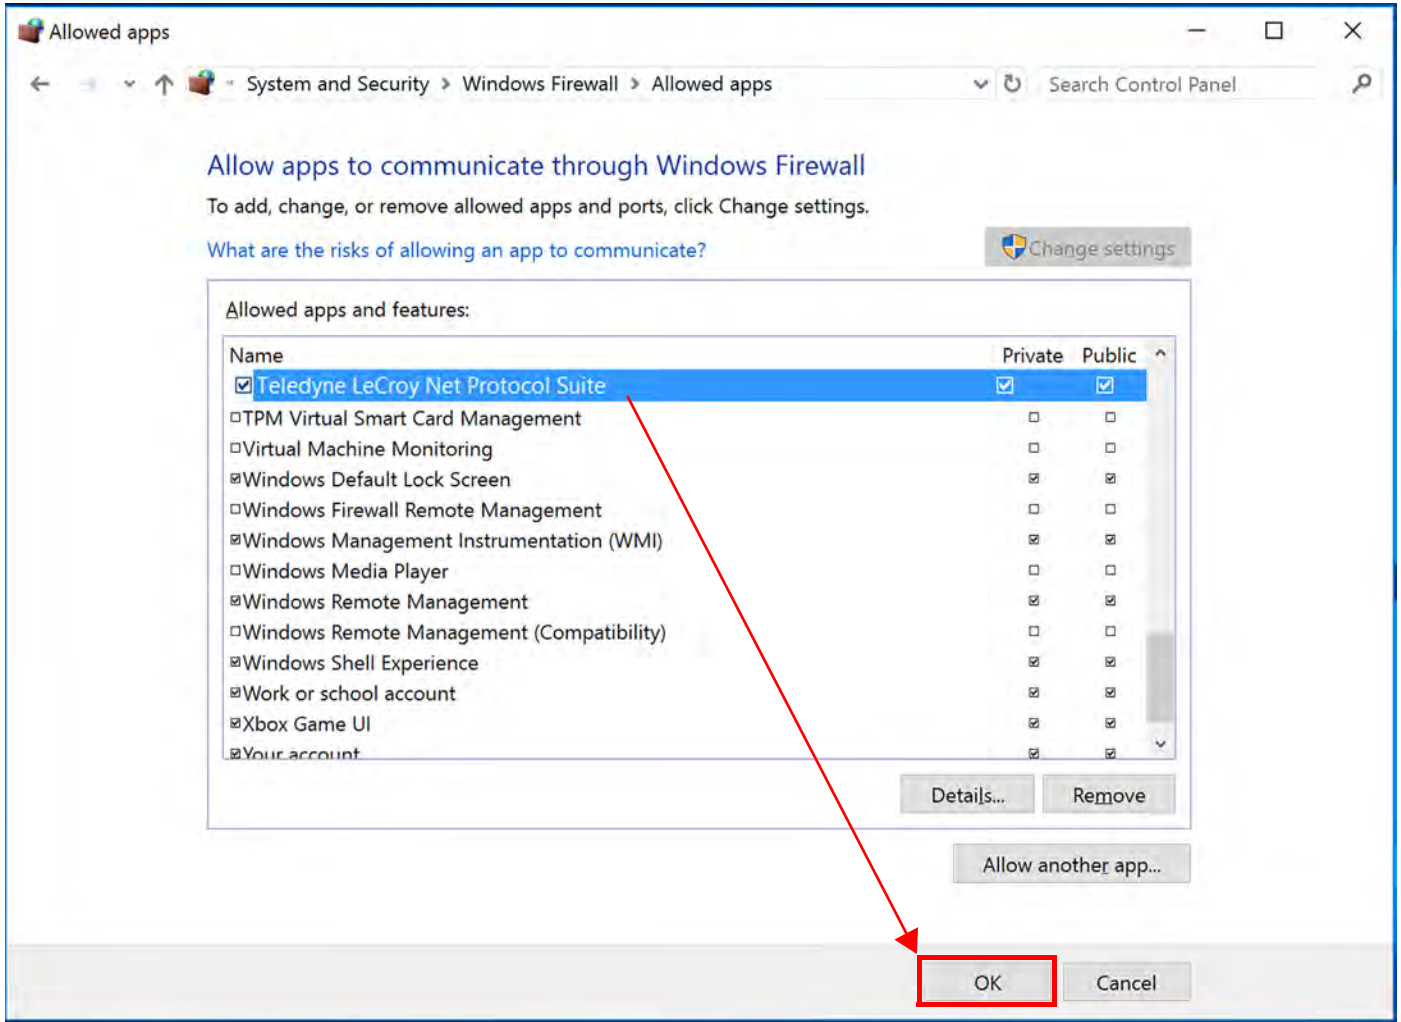 Allowed apps
System and Security > Windows Firewall > Allowed apps
Search Control Panel
Allow apps to communicate through Windows Firewall
To add, change, or remove allowed apps and ports, click Change settings.
What are the risks of allowing an app to communicate?
Change settings
Allowed apps and features:
Name Private Public
Teledyne LeCroy Net Protocol Suite
TPM Virtual Smart Card Management
Virtual Machine Monitoring
Windows Default Lock Screen
Windows Firewall Remote Management
Windows Management Instrumentation (WMI)
Windows Media Player
Windows Remote Management
Windows Remote Management (Compatibility)
Windows Shell Experience
Work or school account
Xbox Game UI
Your account
Details... Remove
Allow another app...
OK Cancel